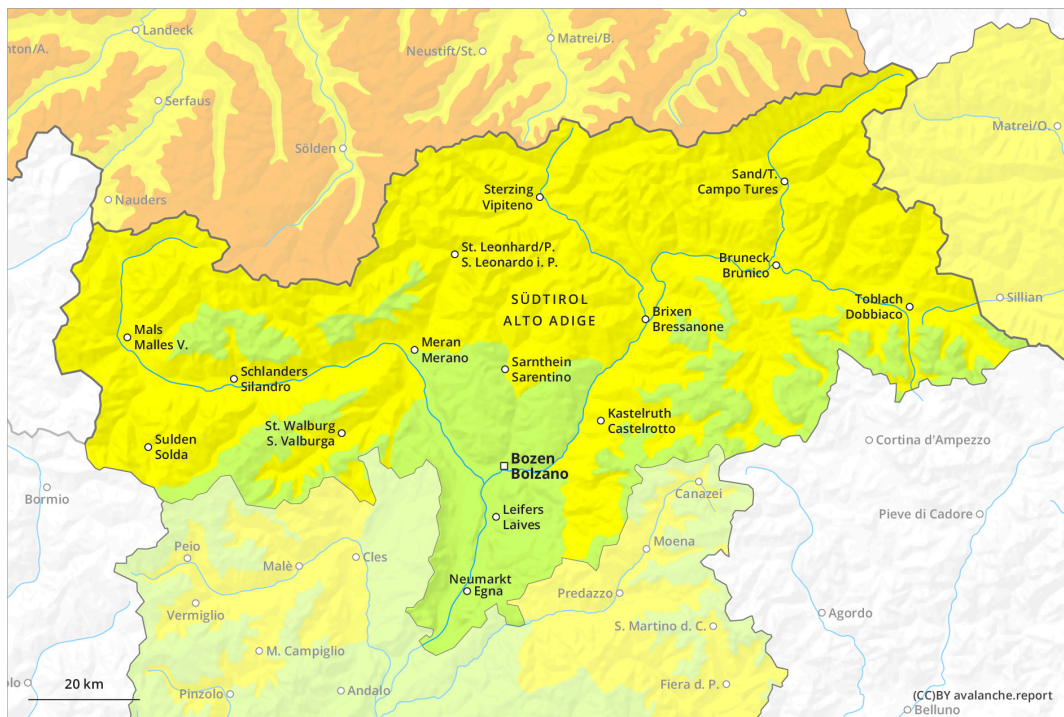 Landeck
nton/A.
Neustift/St.
Matrei/B.
Serfaus
Sölden
Matrei/O.
Nauders
Sand/T.
Campo Tures
Sterzing
Vipiteno
St. Leonhard/P.
S. Leonardo i. P.
Bruneck
Brunico
SÜDTIROL
ALTO ADIGE
Toblach
Dobbiaco
Sillian
Brixen
Bressanone
Mals
Malles V.
Meran
Merano
Sarnthein
Sarentino
Schlanders
Silandro
Kastelruth
Castelrotto
St. Walburg
S. Valburga
Sulden
Solda
Cortina d'Ampezzo
Bozen
Bolzano
Bormio
Canazei
Leifers
Laives
Pieve di Cadore
Peio
Malè
Cles
Moena
Neumarkt
Egna
Predazzo
Vermiglio
Agordo
S. Martino d. C.
M. Campiglio
20 km
olo
Pinzolo
Andalo
Fiera d. P.
(CC)BY avalanche.report
Belluno